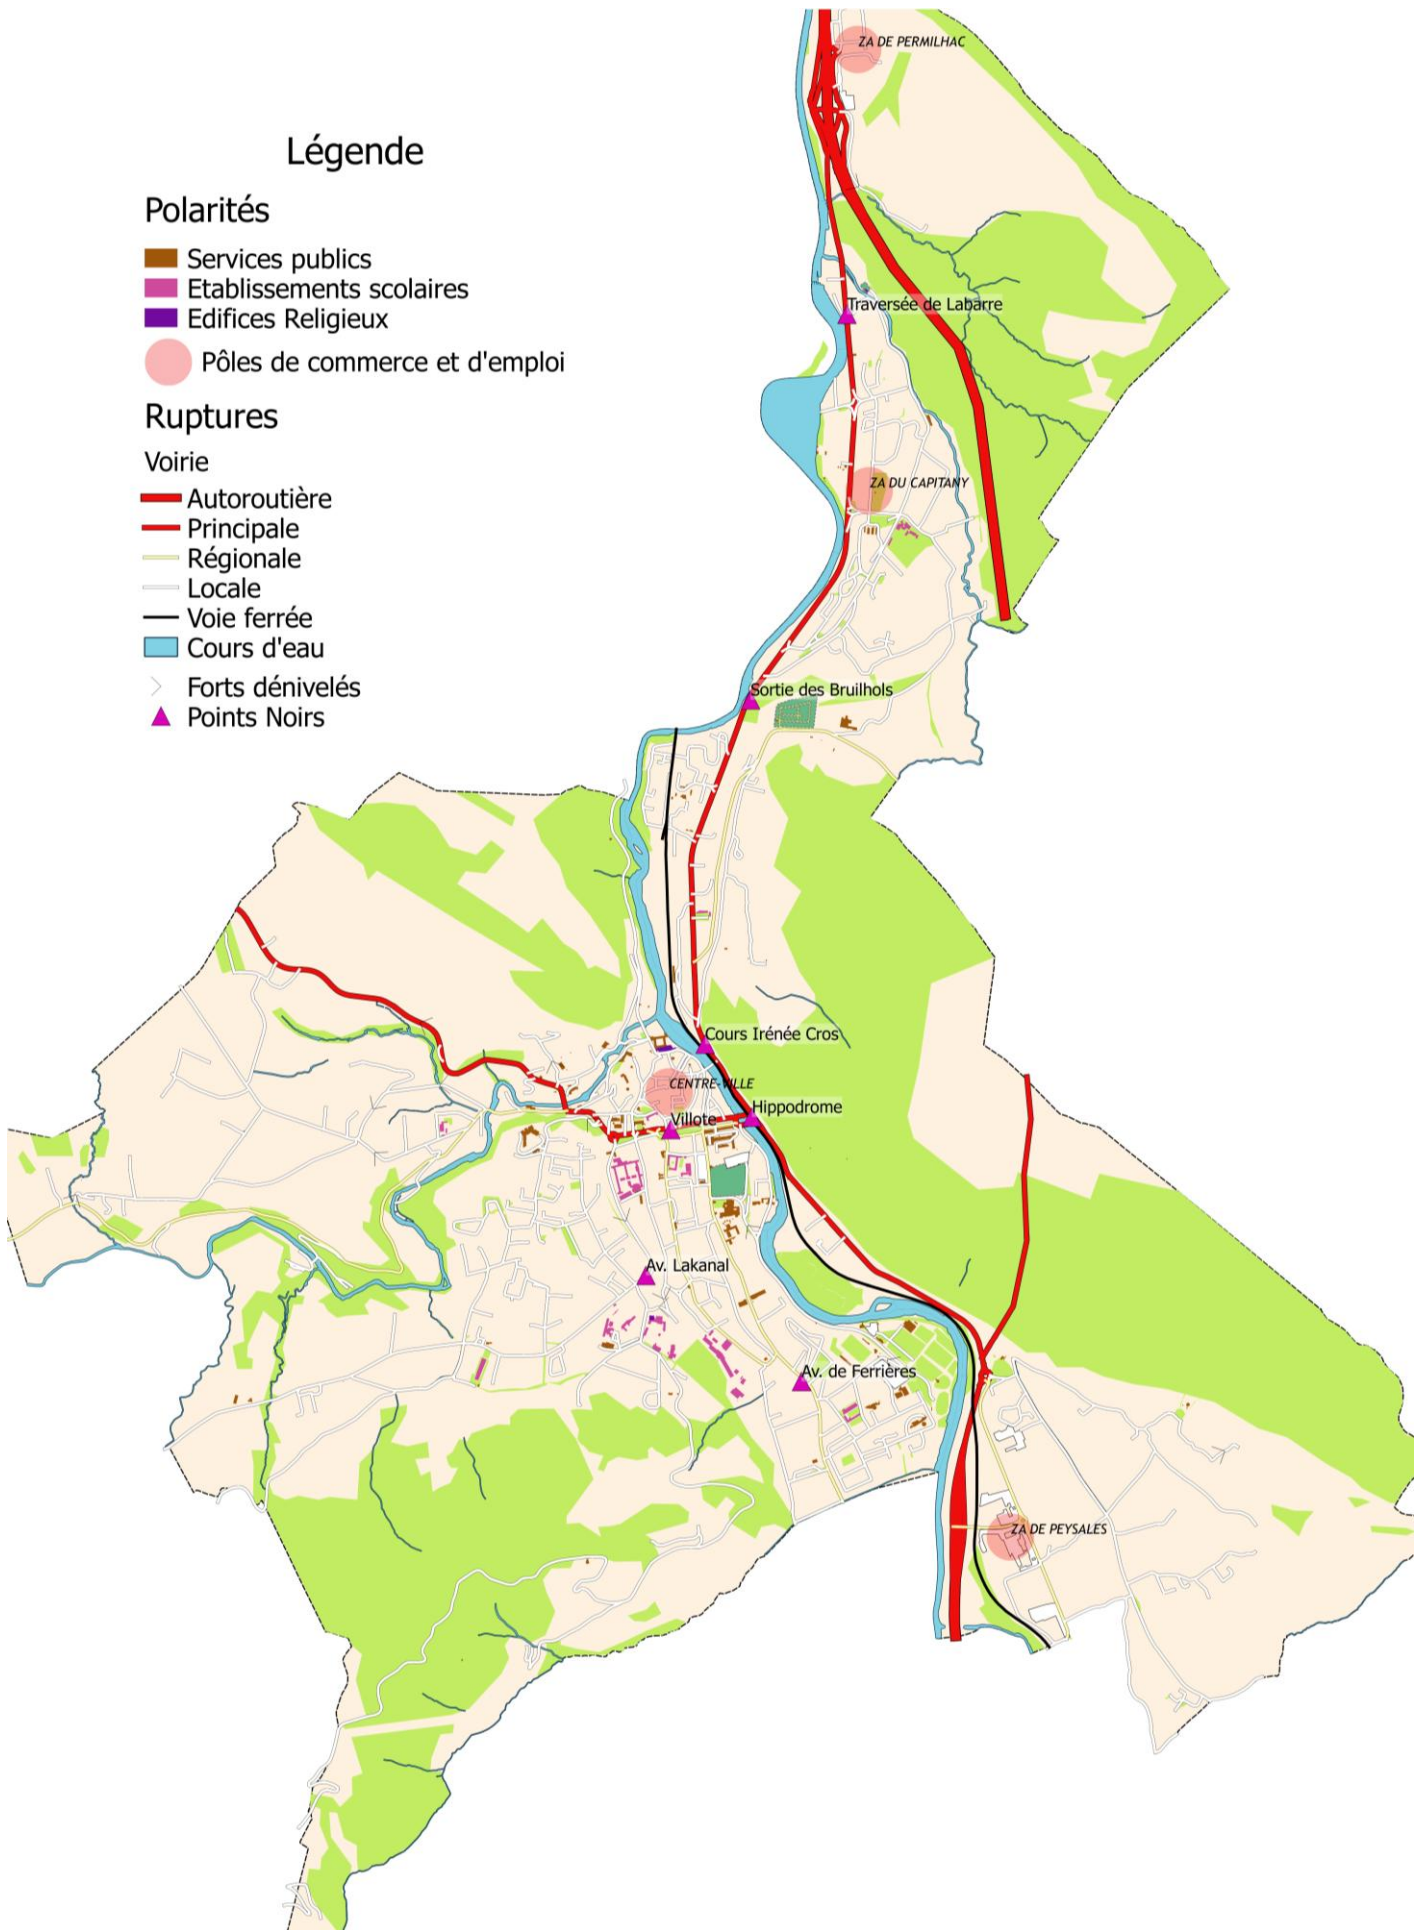 Légende
Polarités
Services publics
Etablissements scolaires
Edifices Religieux
Pôles de commerce et d'emploi
Ruptures
Voirie
Autoroutière
Principale
Régionale
Locale
Voie ferrée
Cours d'eau
Forts dénivelés
Points Noirs
ZA DE PERMILHAC
Traversée de Labarre
ZA DU CAPITANY
Sortie des Bruilhols
Cours Irénée Cros
CENTRE-VILLE
Hippodrome
Villote
Av. Lakanal
Av. de Ferrières
ZA DE PEYSALES